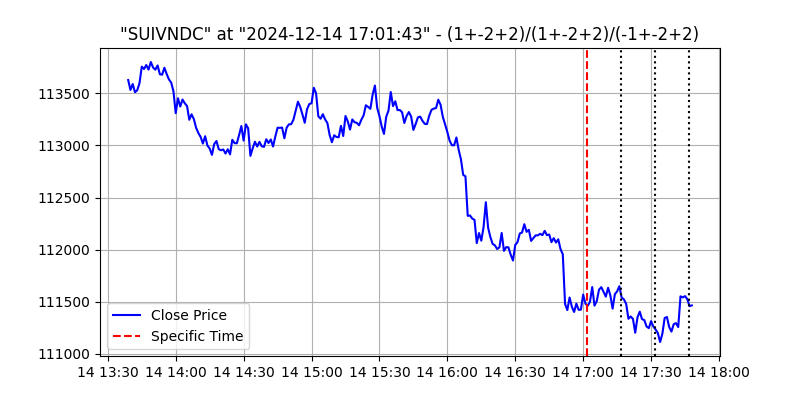 "SUIVNDC" at "2024-12-14 17:01:43" - (1+-2+2)/(1+-2+2)/(-1+-2+2)
113500
113000
112500
112000
111500
111000
Close Price
Specific Time
14 13:30 14 14:00 14 14:30 14 15:00 14 15:30 14 16:00 14 16:30 14 17:00 14 17:30 14 18:00